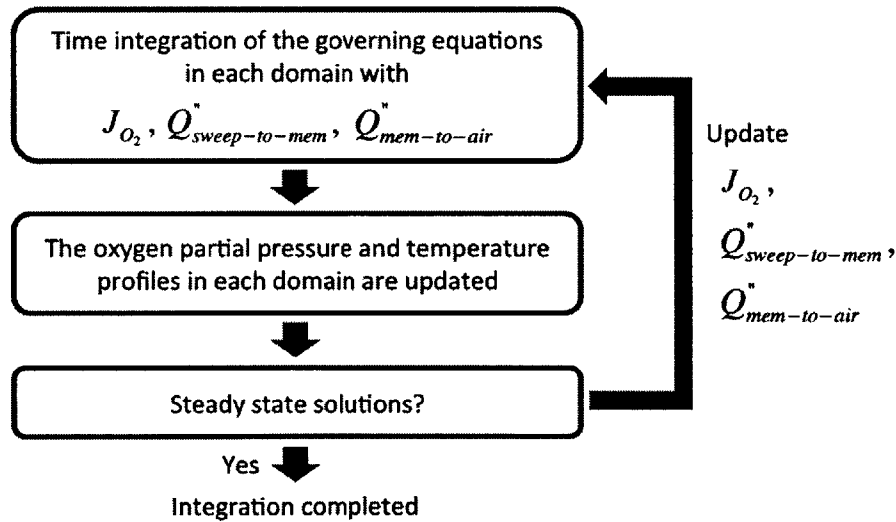 Time integration of the governing equations
in each domain with
J_{O_2}, Q"_{sweep-to-mem}, Q"_{mem-to-air}
The oxygen partial pressure and temperature
profiles in each domain are updated
Steady state solutions?
Yes
Integration completed
Update
J_{O_2},
Q"_{sweep-to-mem},
Q"_{mem-to-air}